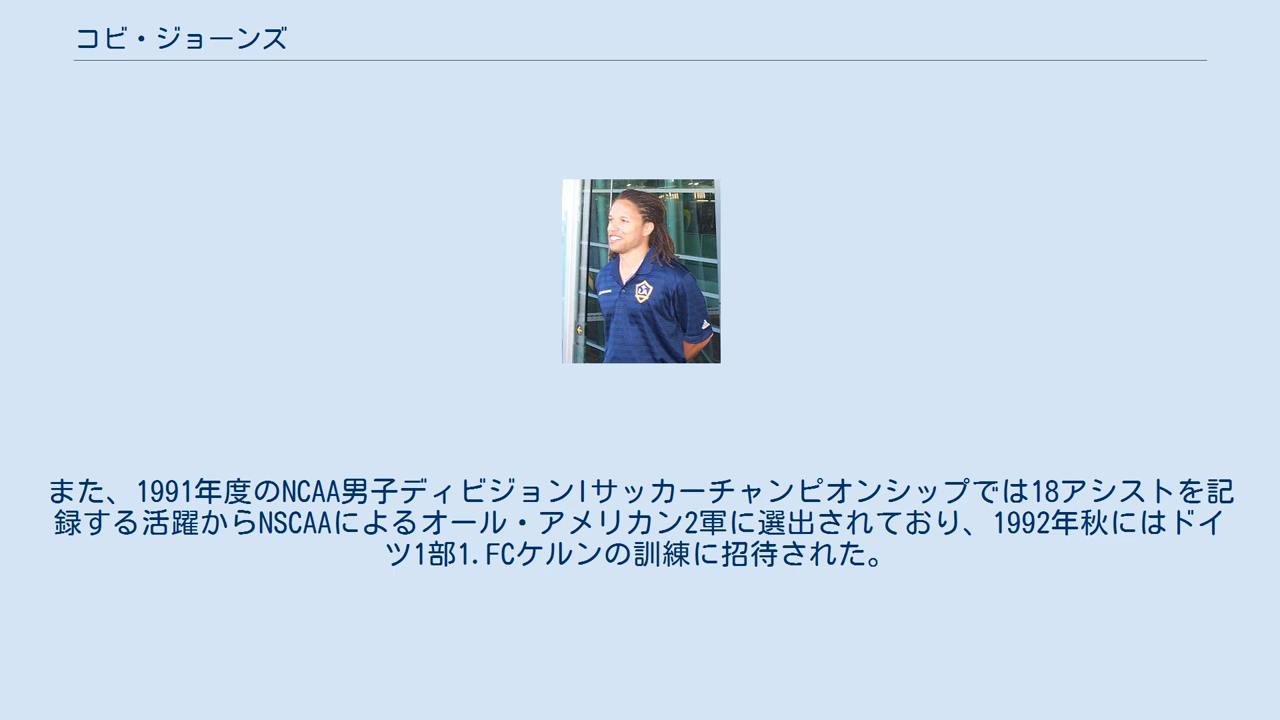 コビ・ジョーンズ
また、1991年度のNCAA男子ディビジョンIサッカーチャンピオンシップでは18アシストを記
録する活躍からNSCAAによるオール・アメリカン2軍に選出されており、1992年秋にはドイ
ツ1部1.FCケルンの訓練に招待された。